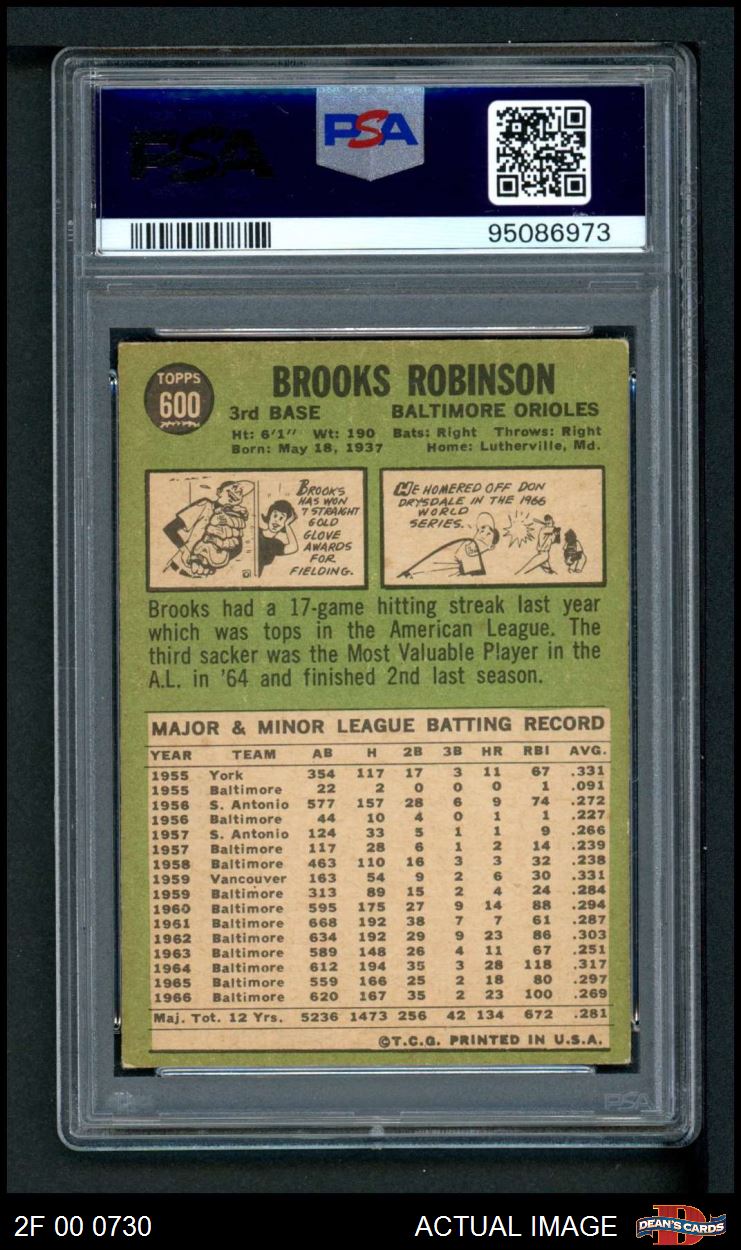 PSA
PSA
95086973
TOPPS
600
BROOKS ROBINSON
3rd BASE BALTIMORE ORIOLES
Ht: 6'1" Wt: 190 Bats: Right Throws: Right
Born: May 18, 1937 Home: Lutherville, Md.
BROOKS
HAS WON
7 STRAIGHT
GOLD
GLOVE
AWARDS
FOR
FIELDING.
HE HOMERED OFF DON
DRYSDALE IN THE 1966
WORLD
SERIES.
Brooks had a 17-game hitting streak last year
which was tops in the American League. The
third sacker was the Most Valuable Player in the
A.L. in '64 and finished 2nd last season.
MAJOR & MINOR LEAGUE BATTING RECORD
YEAR TEAM AB H 2B 3B HR RBI AVG.
1955 York 354 117 17 3 11 67 .331
1955 Baltimore 22 2 0 0 0 1 .091
1956 S. Antonio 577 157 28 6 9 74 .272
1956 Baltimore 44 10 4 0 1 1 .227
1957 S. Antonio 124 33 5 1 1 9 .266
1957 Baltimore 117 28 6 1 2 14 .239
1958 Baltimore 463 110 16 3 3 32 .238
1959 Vancouver 163 54 9 2 6 30 .331
1959 Baltimore 313 89 15 2 4 24 .284
1960 Baltimore 595 175 27 9 14 88 .294
1961 Baltimore 668 192 38 7 7 61 .287
1962 Baltimore 634 192 29 9 23 86 .303
1963 Baltimore 589 148 26 4 11 67 .251
1964 Baltimore 612 194 35 3 28 118 .317
1965 Baltimore 559 166 25 2 18 80 .297
1966 Baltimore 620 167 35 2 23 100 .269
Maj. Tot. 12 Yrs. 5236 1473 256 42 134 672 .281
©T.C.G. PRINTED IN U.S.A.
PSA
2F 00 0730 ACTUAL IMAGE DEAN'S CARDS